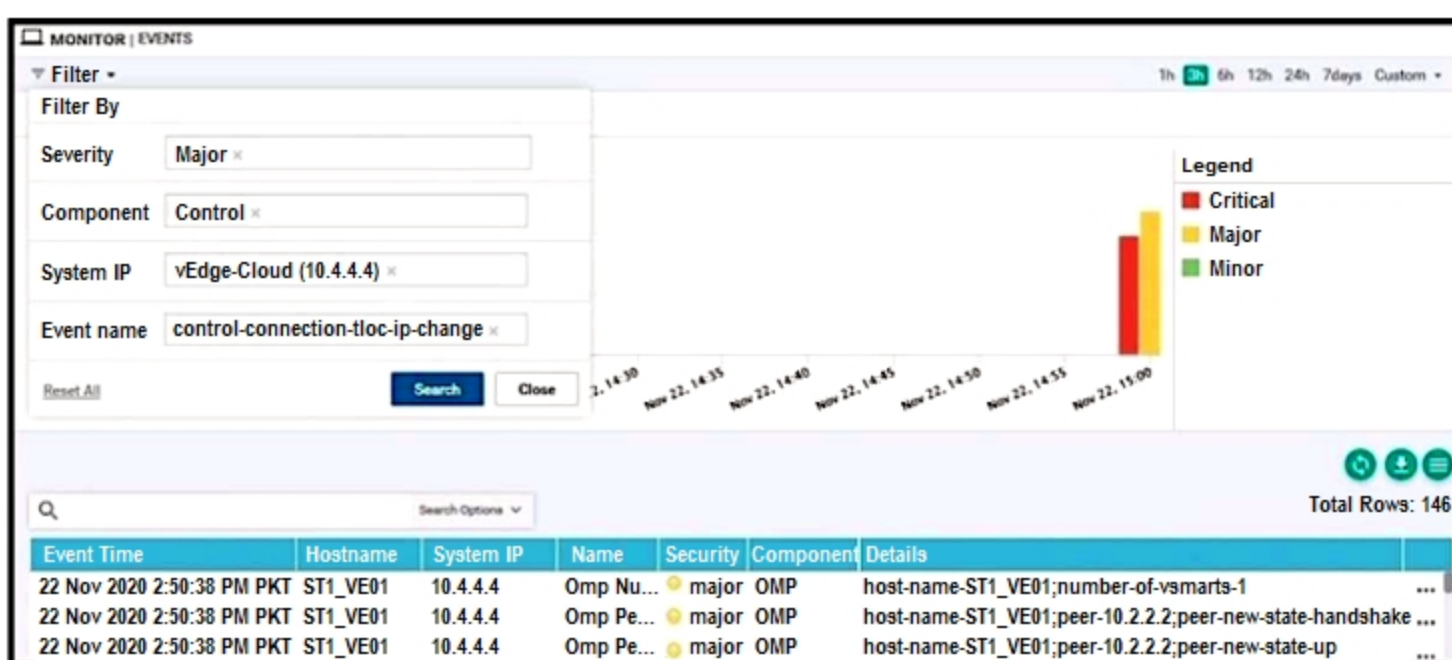 MONITOR | EVENTS
Filter
1h 3h 6h 12h 24h 7days Custom
Filter By
Severity Major ×
Component Control ×
System IP vEdge-Cloud (10.4.4.4) ×
Event name control-connection-tloc-ip-change ×
Reset All Search Close
Legend
Critical
Major
Minor
2, 14:30 Nov 22, 14:35 Nov 22, 14:40 Nov 22, 14:45 Nov 22, 14:50 Nov 22, 14:55 Nov 22, 15:00
Total Rows: 146
Search Options
Event Time Hostname System IP Name Security Component Details
22 Nov 2020 2:50:38 PM PKT ST1_VE01 10.4.4.4 Omp Nu... major OMP host-name-ST1_VE01;number-of-vsmarts-1 ...
22 Nov 2020 2:50:38 PM PKT ST1_VE01 10.4.4.4 Omp Pe... major OMP host-name-ST1_VE01;peer-10.2.2.2;peer-new-state-handshake ...
22 Nov 2020 2:50:38 PM PKT ST1_VE01 10.4.4.4 Omp Pe... major OMP host-name-ST1_VE01;peer-10.2.2.2;peer-new-state-up ...